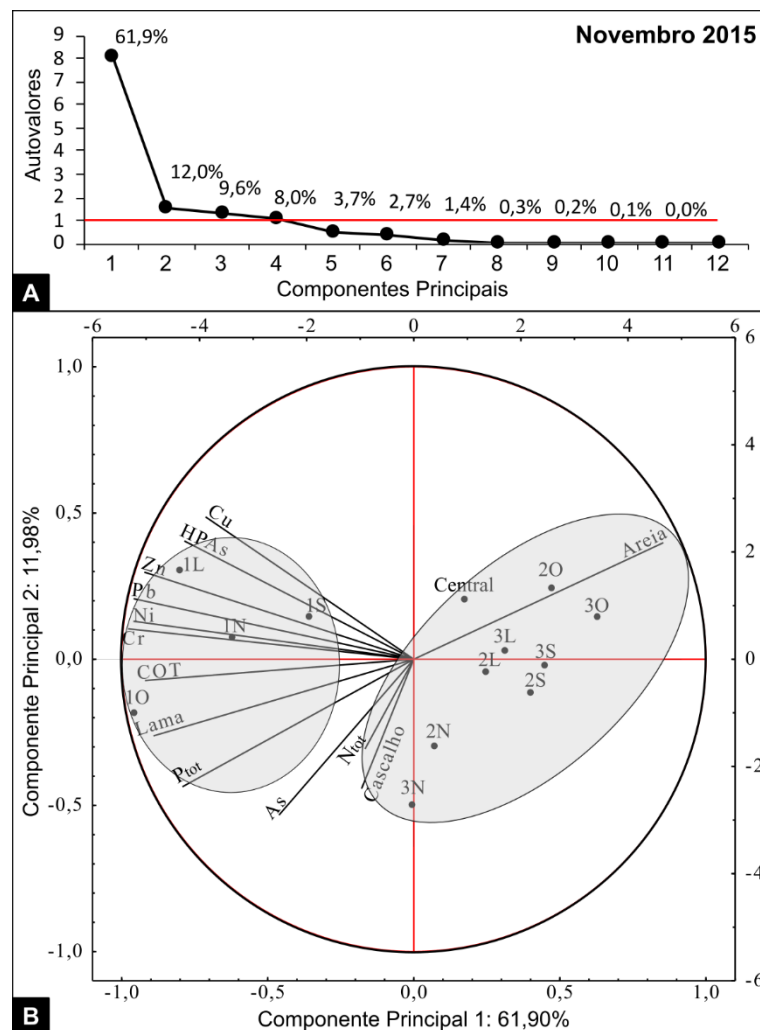 Novembro 2015
9
8
7
6
5
4
3
2
1
0
Autovalores
61,9%
12,0%
9,6%
8,0%
3,7%
2,7%
1,4%
0,3%
0,2%
0,1%
0,0%
1 2 3 4 5 6 7 8 9 10 11 12
Componentes Principais
A
-6 -4 -2 0 2 4 6
1,0
0,5
0,0
-0,5
-1,0
Componente Principal 2: 11,98%
6
4
2
0
-2
-4
-6
Cu
HPAs
Zn
1L
Pb
Ni
1N
1S
Cr
COT
1O
Lama
Ptot
As
Ntot
Cascalho
Areia
Central
2O
3O
3L
2L
3S
2S
2N
3N
-1,0 -0,5 0,0 0,5 1,0
Componente Principal 1: 61,90%
B